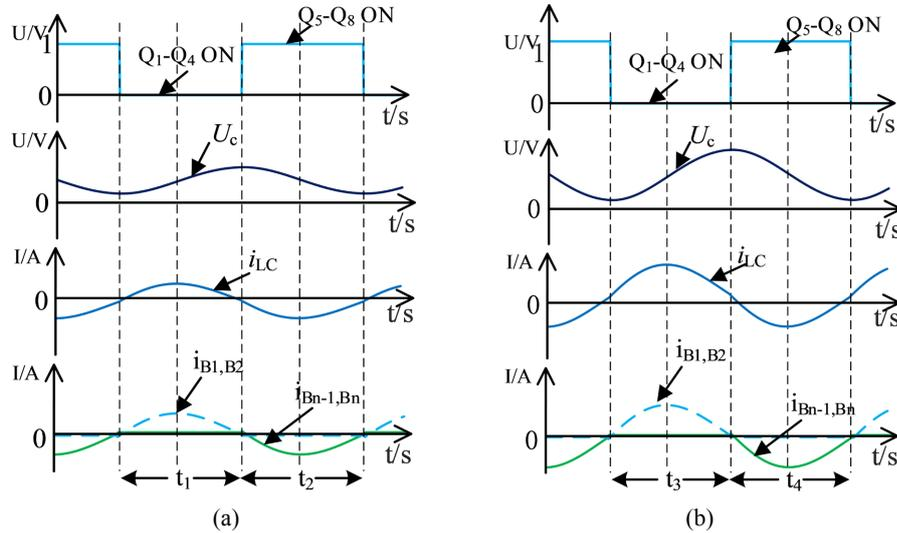 U/V
1
Q5-Q8 ON
Q1-Q4 ON
0
t/s
U/V
Uc
0
t/s
I/A
iLC
0
t/s
I/A
iB1,B2
iBn-1,Bn
0
t/s
t1
t2
(a)
U/V
1
Q5-Q8 ON
Q1-Q4 ON
0
t/s
U/V
Uc
0
t/s
I/A
iLC
0
t/s
I/A
iB1,B2
iBn-1,Bn
0
t/s
t3
t4
(b)